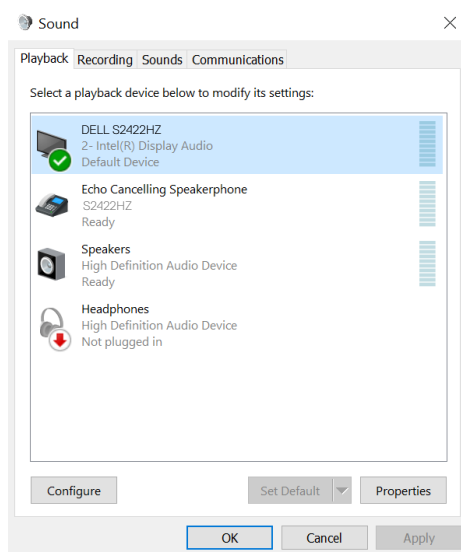 Sound
Playback Recording Sounds Communications
Select a playback device below to modify its settings:
DELL S2422HZ
2- Intel(R) Display Audio
Default Device
Echo Cancelling Speakerphone
S2422HZ
Ready
Speakers
High Definition Audio Device
Ready
Headphones
High Definition Audio Device
Not plugged in
Configure Set Default Properties
OK Cancel Apply